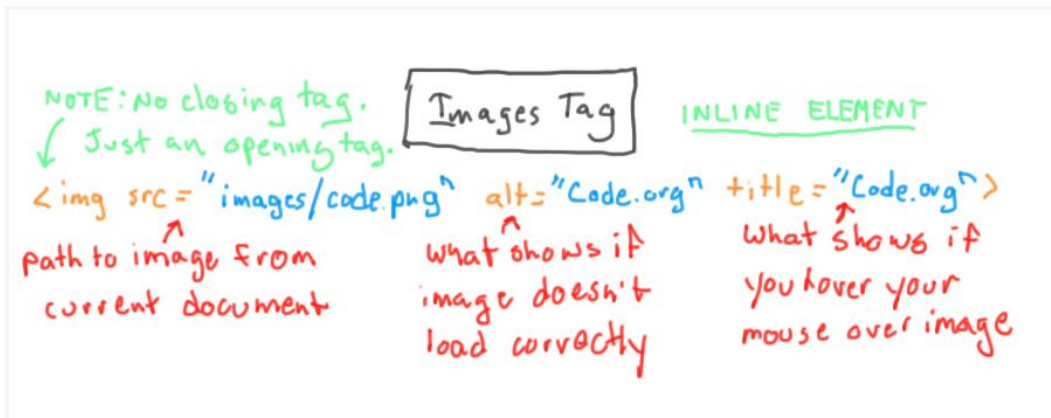 Images Tag
NOTE: No closing tag.
Just an opening tag.
INLINE ELEMENT
<img src="images/code.png" alt="Code.org" title="Code.org">
path to image from
current document
what shows if
image doesn't
load correctly
what shows if
you hover your
mouse over image